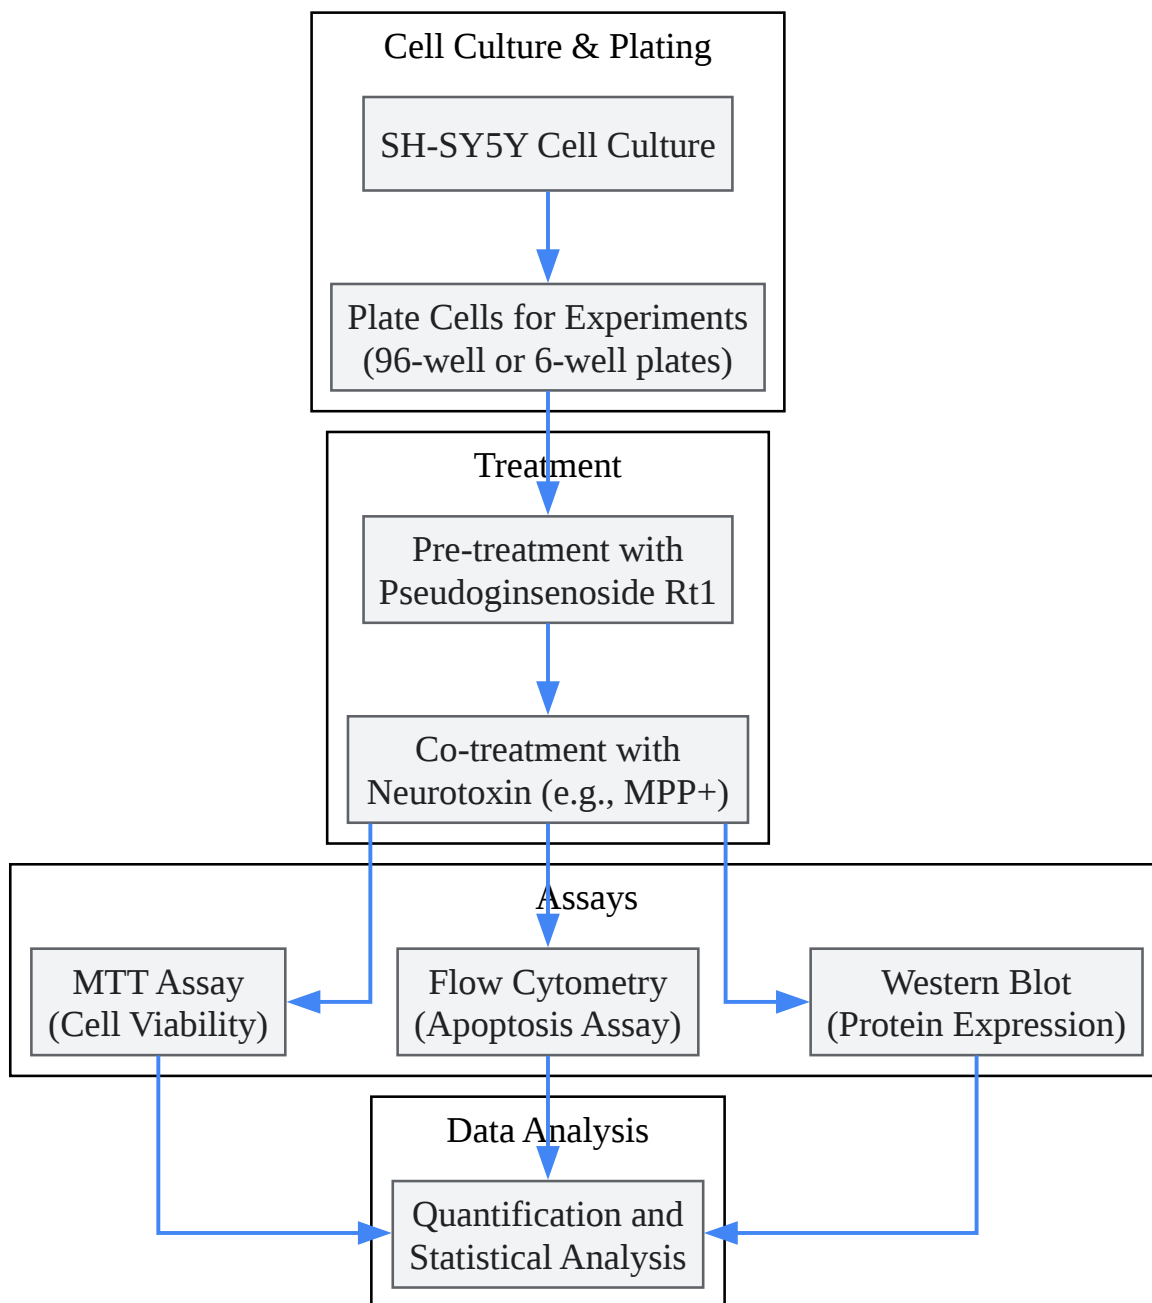 Cell Culture & Plating
SH-SY5Y Cell Culture
Plate Cells for Experiments
(96-well or 6-well plates)
Treatment
Pre-treatment with
Pseudoginsenoside Rt1
Co-treatment with
Neurotoxin (e.g., MPP+)
Assays
MTT Assay
(Cell Viability)
Flow Cytometry
(Apoptosis Assay)
Western Blot
(Protein Expression)
Data Analysis
Quantification and
Statistical Analysis